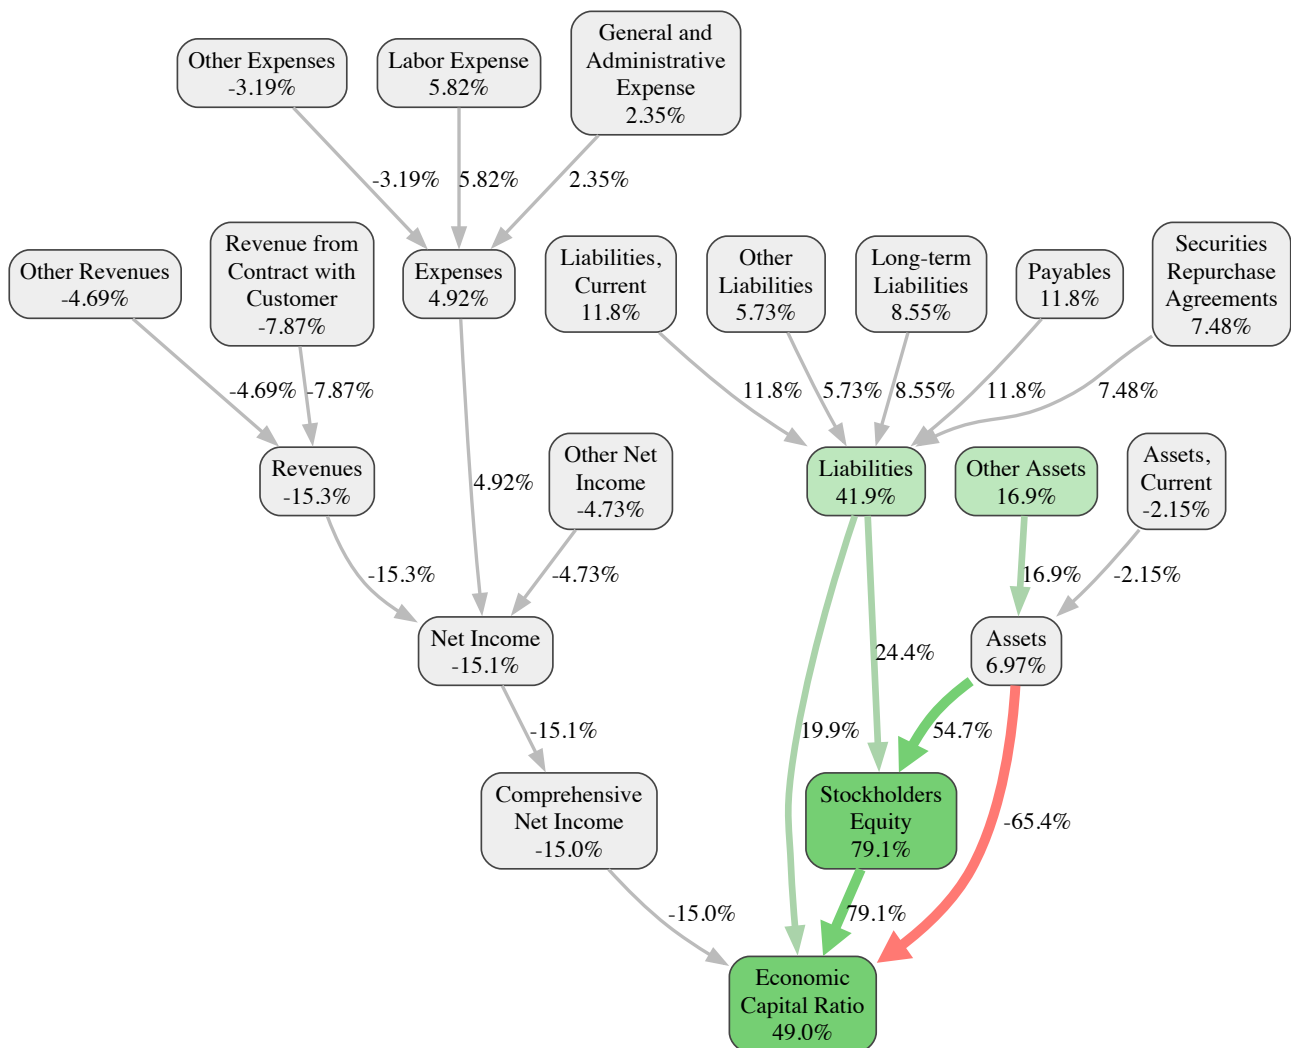 General and
Administrative
Expense
2.35%
Other Expenses
-3.19%
Labor Expense
5.82%
-3.19%
5.82%
2.35%
Other Revenues
-4.69%
Revenue from
Contract with
Customer
-7.87%
Expenses
4.92%
Liabilities,
Current
11.8%
Other
Liabilities
5.73%
Long-term
Liabilities
8.55%
Payables
11.8%
Securities
Repurchase
Agreements
7.48%
-4.69%
-7.87%
11.8%
5.73%
8.55%
11.8%
7.48%
Revenues
-15.3%
4.92%
Other Net
Income
-4.73%
Liabilities
41.9%
Other Assets
16.9%
Assets,
Current
-2.15%
-15.3%
-4.73%
16.9%
-2.15%
Net Income
-15.1%
24.4%
Assets
6.97%
-15.1%
19.9%
54.7%
Comprehensive
Net Income
-15.0%
Stockholders
Equity
79.1%
-65.4%
-15.0%
79.1%
Economic
Capital Ratio
49.0%